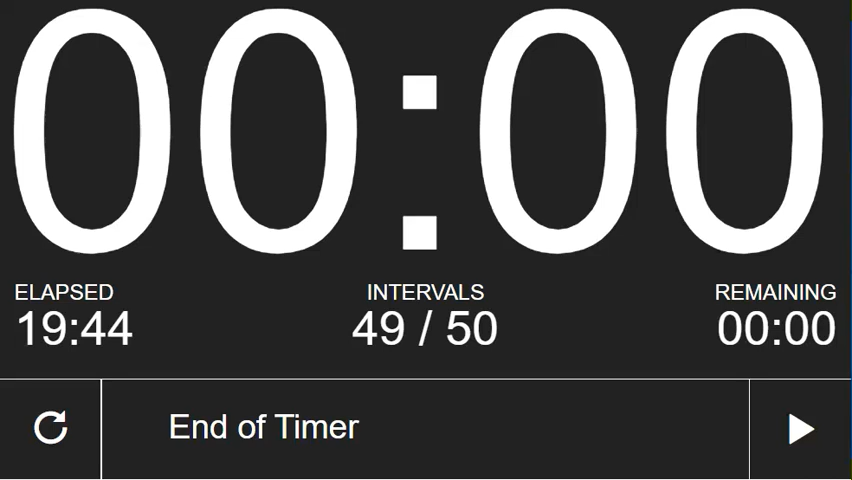 00:00
ELAPSED INTERVALS REMAINING
19:44 49 / 50 00:00
End of Timer